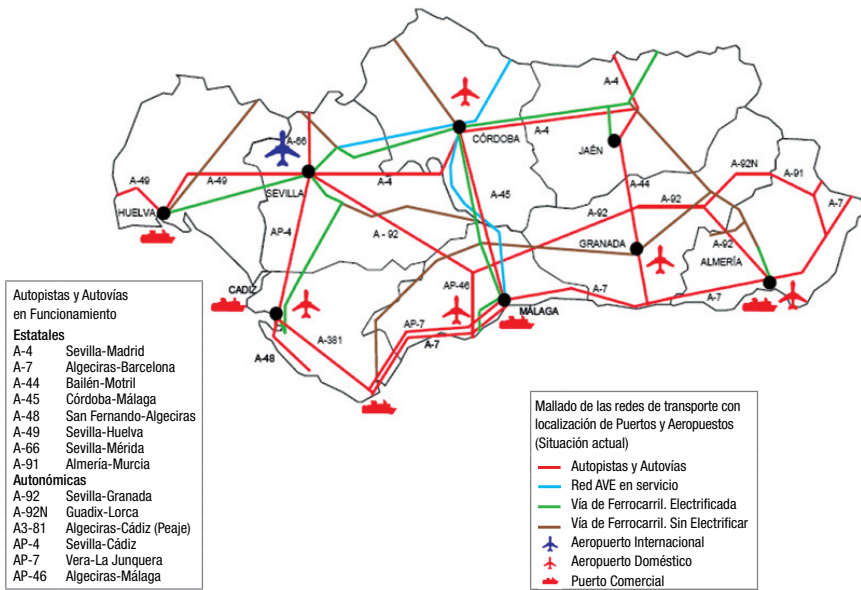 A-4
CÓRDOBA
A-4
JAÉN
A-66
A-92N
A-91
A-49
A-49
SEVILLA
A-4
A-44
A-92
A-7
HUELVA
A-45
A-92
AP-4
A - 92
GRANADA
A-92
ALMERÍA
CADIZ
AP-46
A-7
A-7
MÁLAGA
A-381
AP-7
A-7
A-48
Autopistas y Autovías
en Funcionamiento
Estatales
A-4 Sevilla-Madrid
A-7 Algeciras-Barcelona
A-44 Bailén-Motril
A-45 Córdoba-Málaga
A-48 San Fernando-Algeciras
A-49 Sevilla-Huelva
A-66 Sevilla-Mérida
A-91 Almería-Murcia
Autonómicas
A-92 Sevilla-Granada
A-92N Guadix-Lorca
A3-81 Algeciras-Cádiz (Peaje)
AP-4 Sevilla-Cádiz
AP-7 Vera-La Junquera
AP-46 Algeciras-Málaga
Mallado de las redes de transporte con
localización de Puertos y Aeropuestos
(Situación actual)
Autopistas y Autovías
Red AVE en servicio
Vía de Ferrocarril. Electrificada
Vía de Ferrocarril. Sin Electrificar
Aeropuerto Internacional
Aeropuerto Doméstico
Puerto Comercial